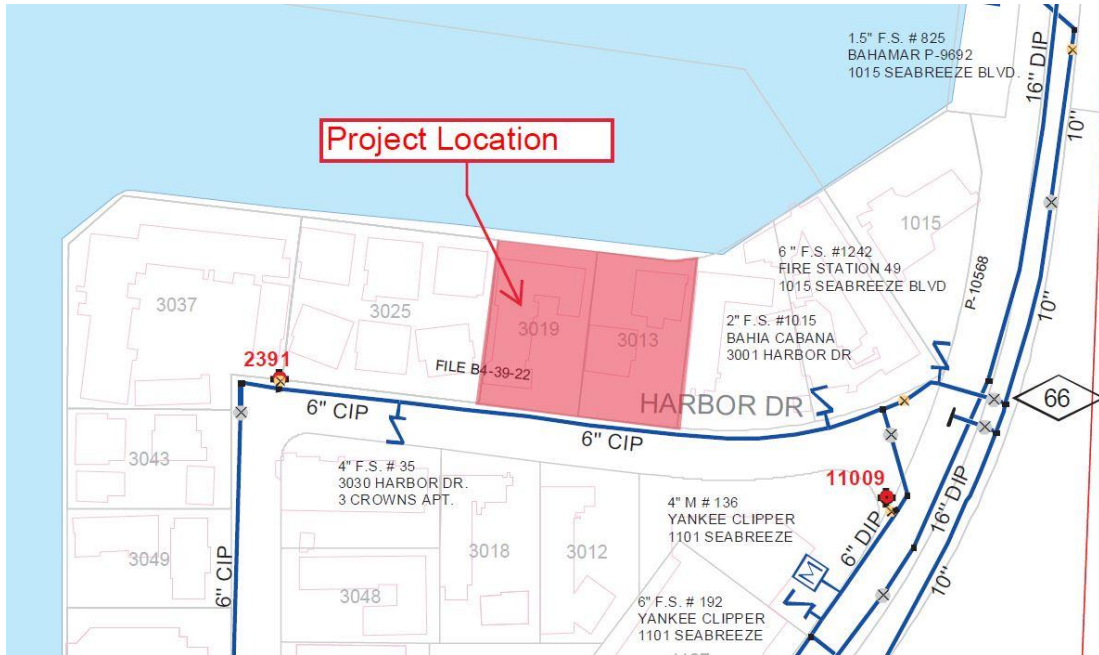 1.5" F.S. # 825
BAHAMAR P-9692
1015 SEABREEZE BLVD.
16" DIP
10"
Project Location
1015
6 " F.S. #1242
FIRE STATION 49
1015 SEABREEZE BLVD
P-10568
3037
3025
3019
3013
2" F.S. #1015
BAHIA CABANA
3001 HARBOR DR
10"
2391
FILE B4-39-22
HARBOR DR
66
6" CIP
6" CIP
3043
4" F.S. # 35
3030 HARBOR DR.
3 CROWNS APT.
11009
4" M # 136
YANKEE CLIPPER
1101 SEABREEZE
6" DIP
16" DIP
3049
3018
3012
6" CIP
M
10"
3048
6" F.S. # 192
YANKEE CLIPPER
1101 SEABREEZE